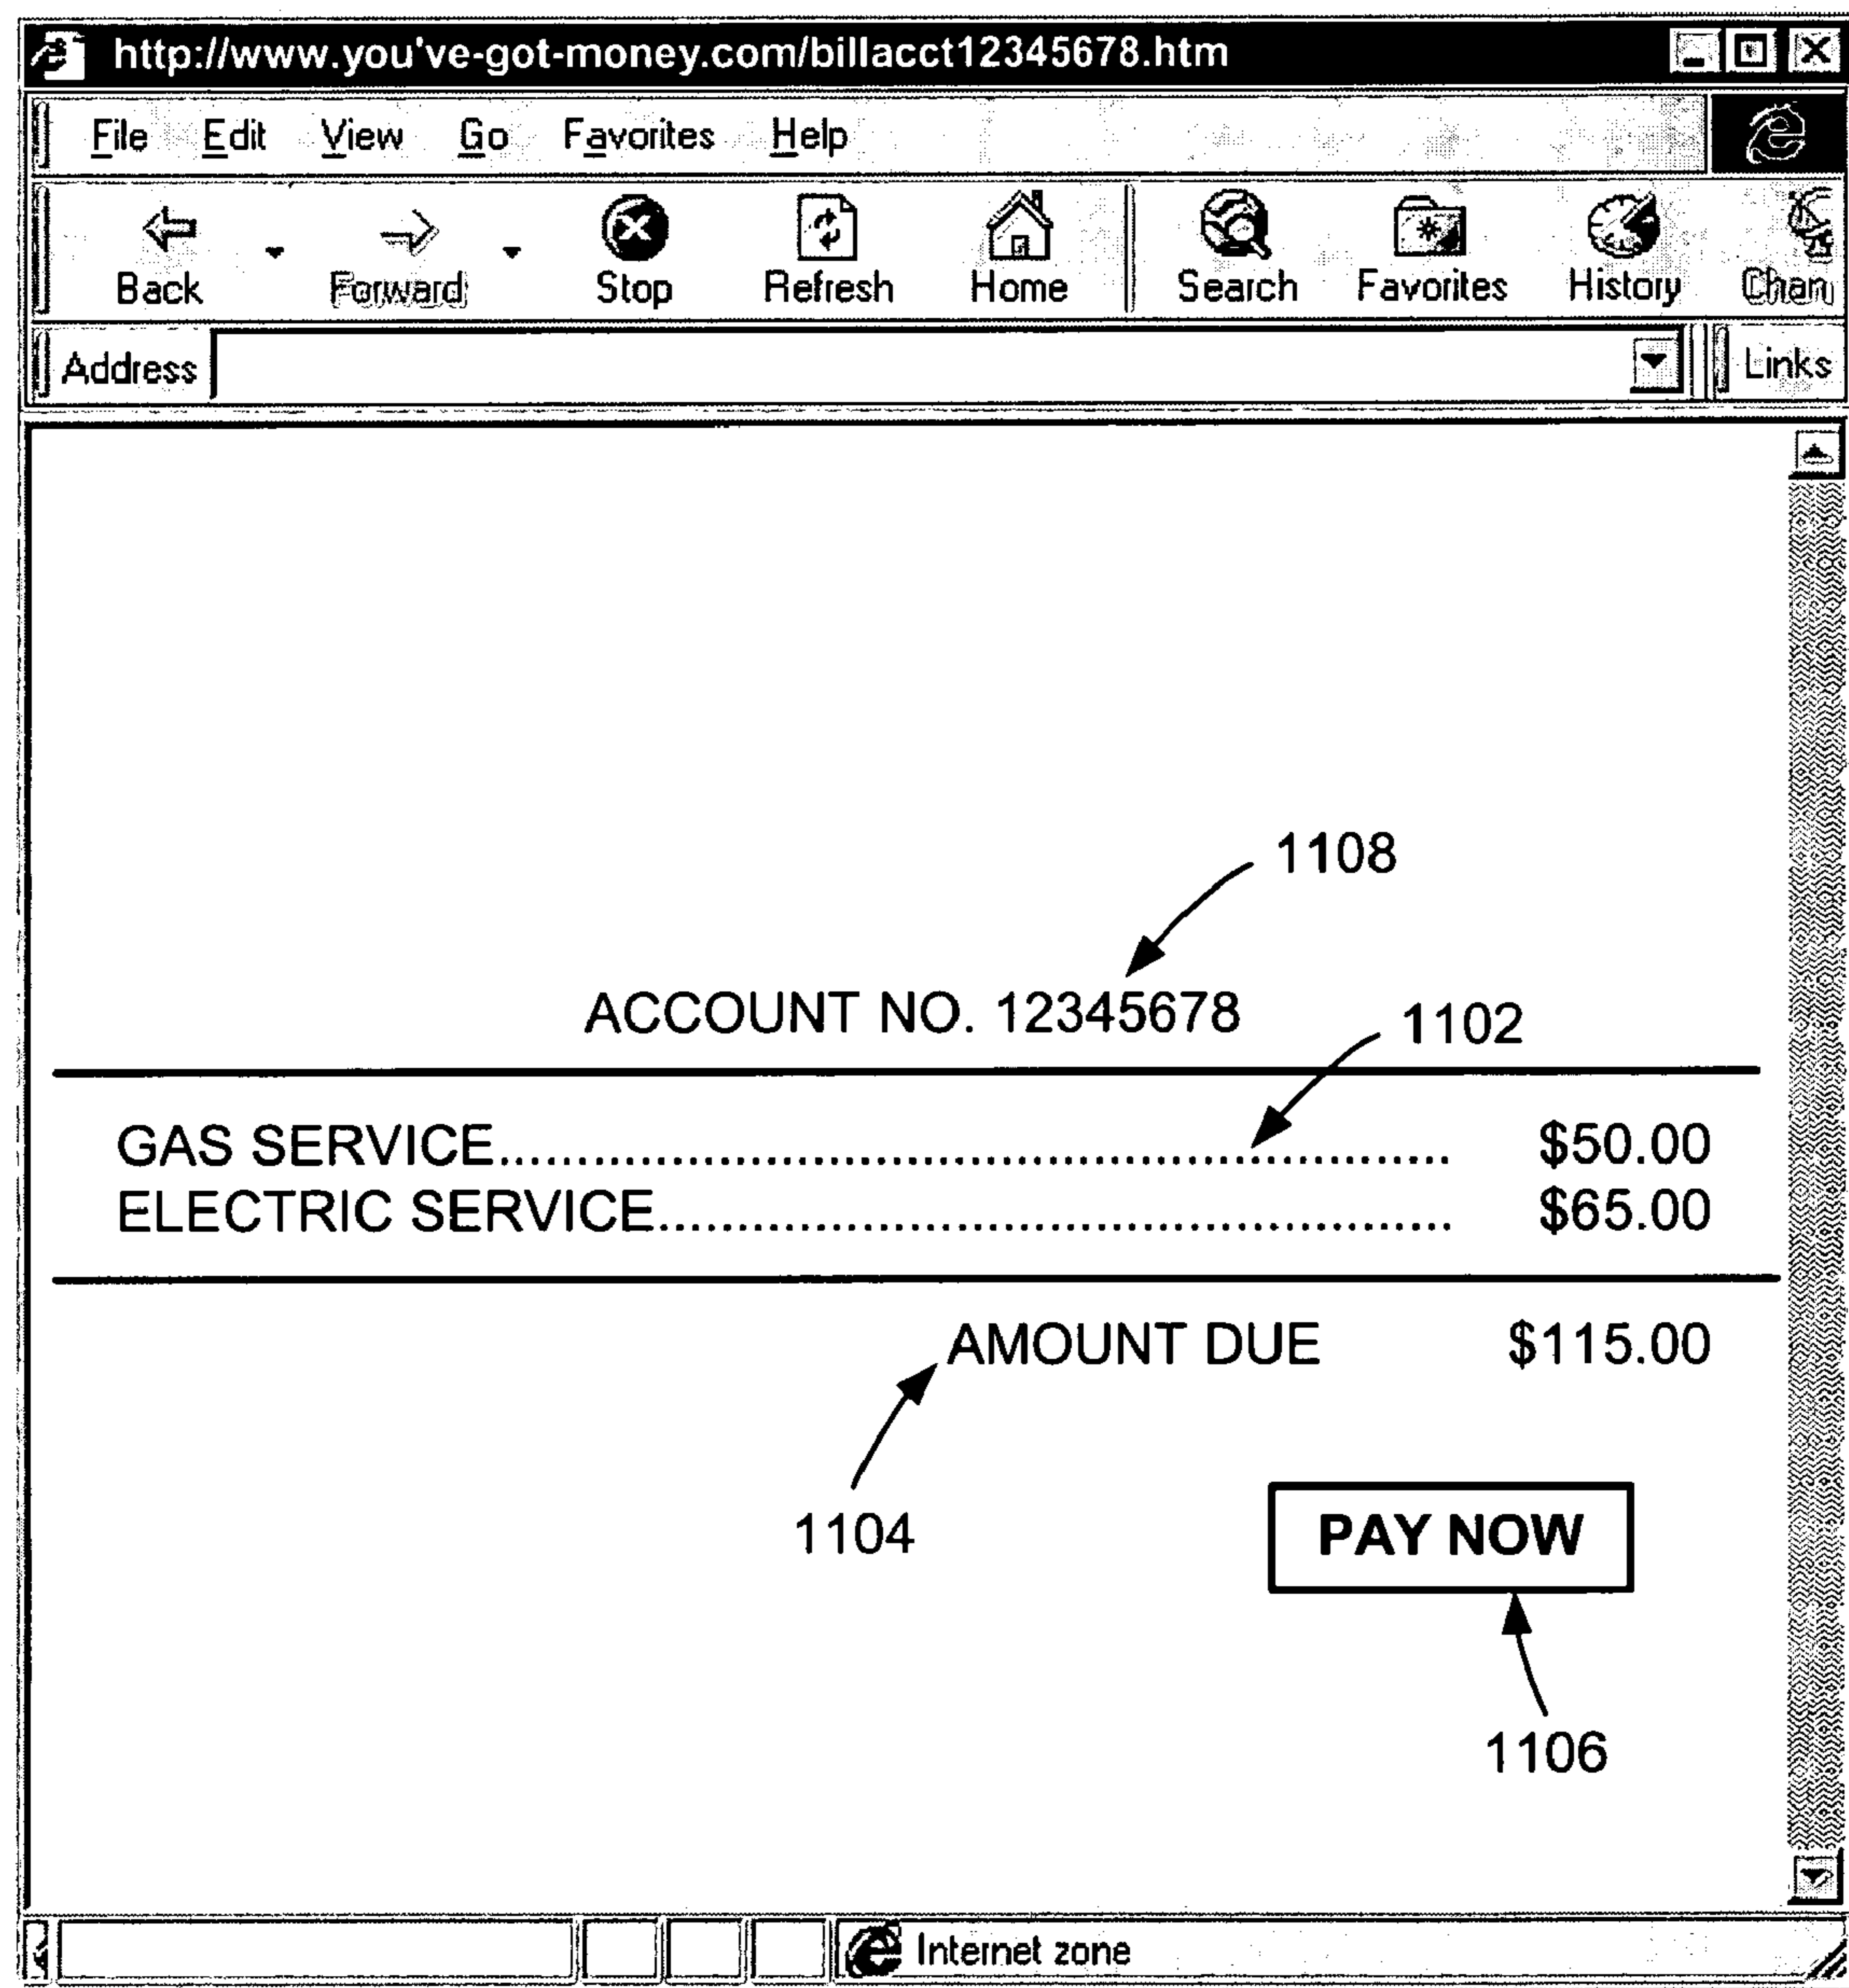 http://www.you've-got-money.com/billacct12345678.htm
File Edit View Go Favorites Help
Back Forward Stop Refresh Home Search Favorites History Chan
Address Links
1108
ACCOUNT NO. 12345678
1102
GAS SERVICE............................................................. $50.00
ELECTRIC SERVICE................................................... $65.00
AMOUNT DUE $115.00
1104
PAY NOW
1106
Internet zone